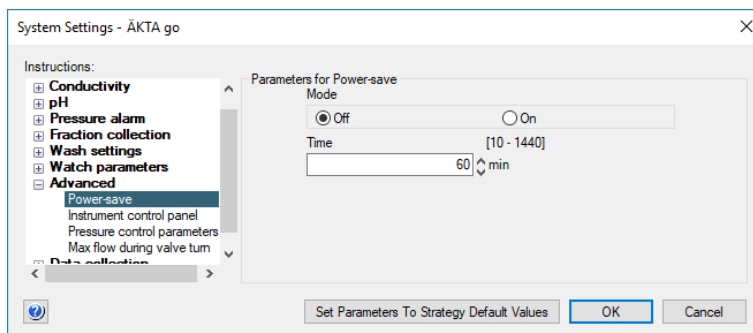 System Settings - ÄKTA go
Instructions:
Conductivity
pH
Pressure alarm
Fraction collection
Wash settings
Watch parameters
Advanced
Power-save
Instrument control panel
Pressure control parameters
Max flow during valve turn
Data collection
Parameters for Power-save
Mode
Off On
Time [10 - 1440]
60 min
Set Parameters To Strategy Default Values OK Cancel